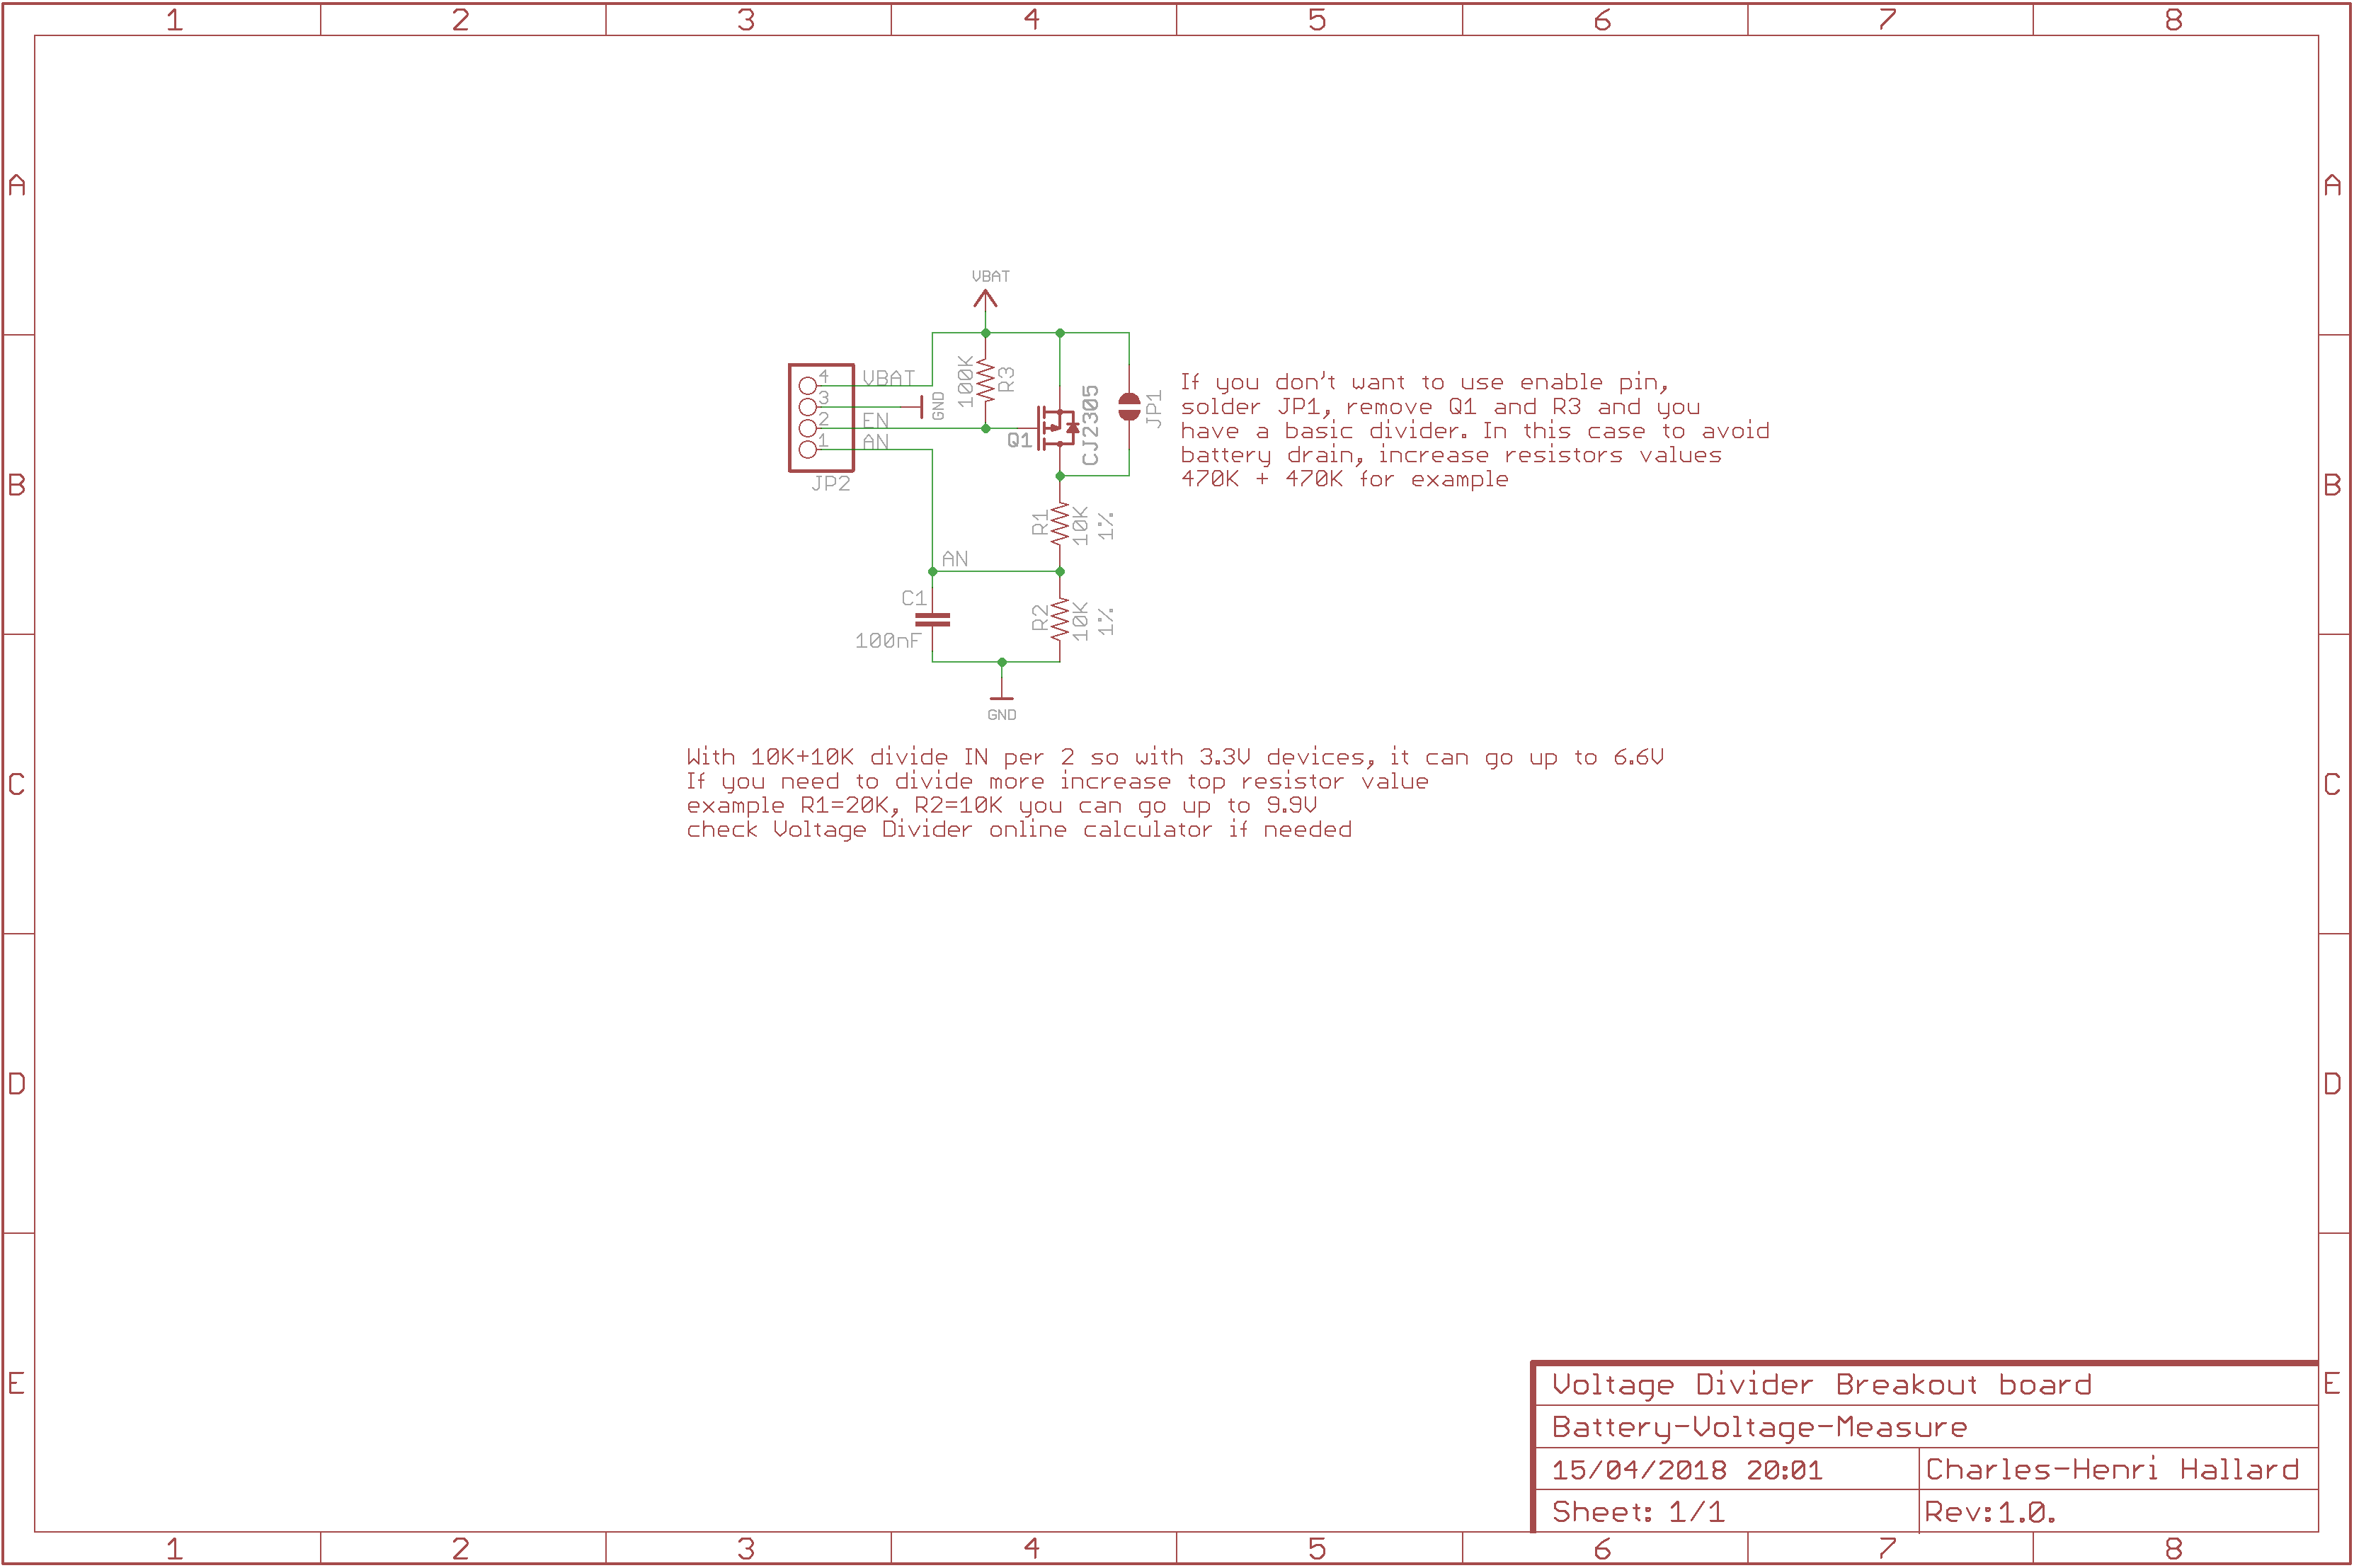 1 2 3 4 5 6 7 8
A A
VBAT
4 VBAT
3 GND
2 EN
1 AN
JP2
100K
R3
Q1
CJ2305
JP1
If you don't want to use enable pin,
solder JP1, remove Q1 and R3 and you
have a basic divider. In this case to avoid
battery drain, increase resistors values
470K + 470K for example
B B
R1
10K
1%
AN
C1
100nF
R2
10K
1%
GND
With 10K+10K divide IN per 2 so with 3.3V devices, it can go up to 6.6V
If you need to divide more increase top resistor value
example R1=20K, R2=10K you can go up to 9.9V
check Voltage Divider online calculator if needed
C C
D D
E E
Voltage Divider Breakout board
Battery-Voltage-Measure
15/04/2018 20:01
Charles-Henri Hallard
Sheet: 1/1
Rev:1.0.
1 2 3 4 5 6 7 8